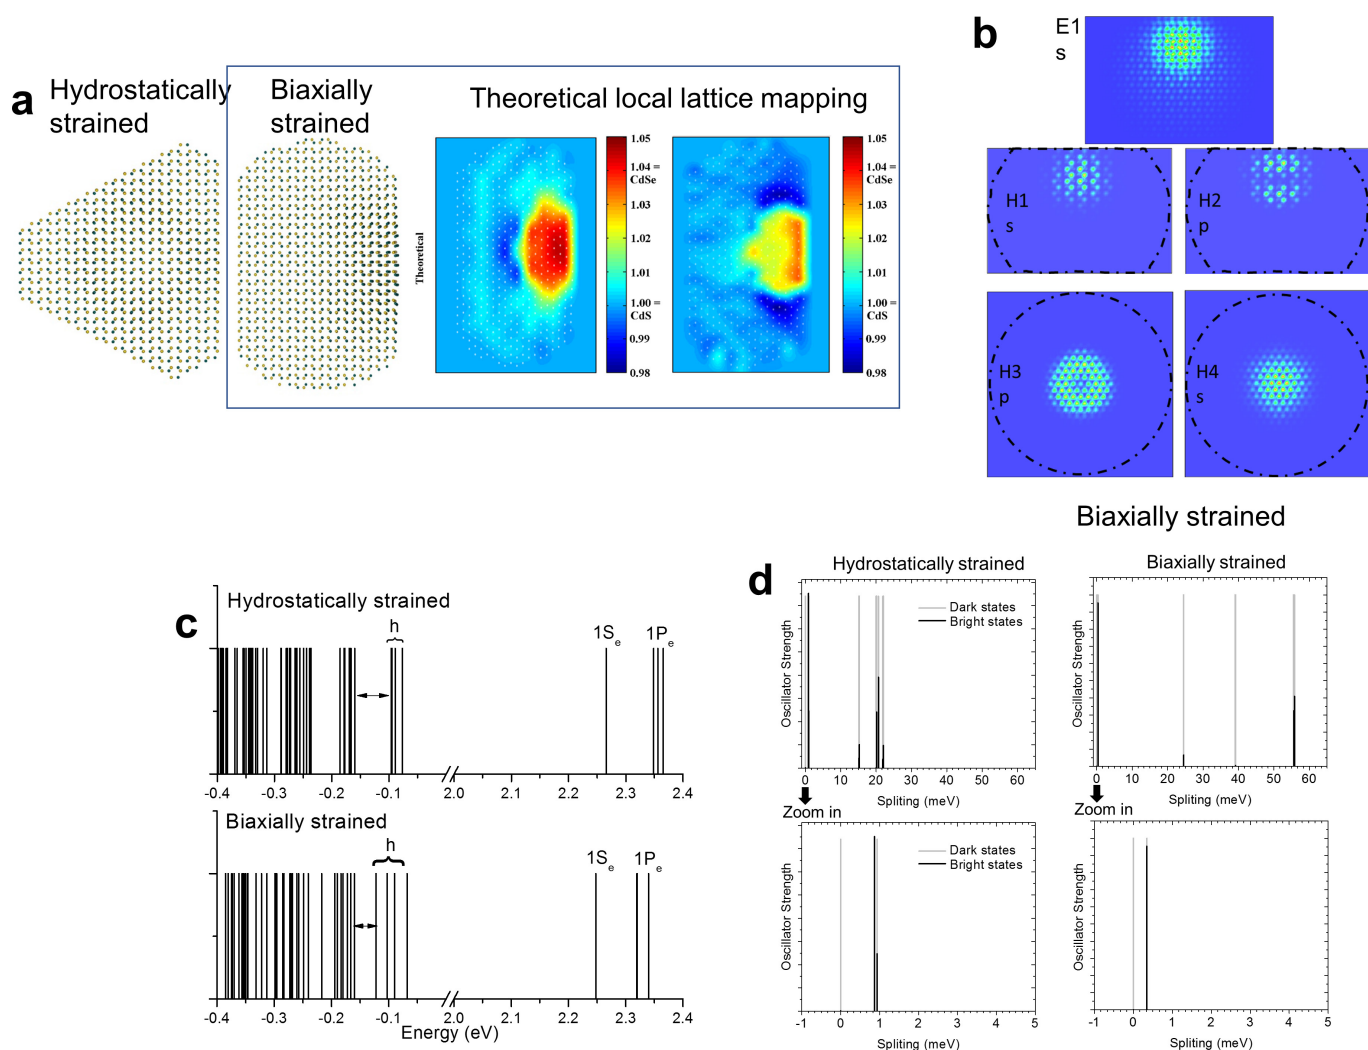 a
Hydrostatically
strained
Biaxially
strained
Theoretical local lattice mapping
Theoretical
1.05
1.04 =
CdSe
1.03
1.02
1.01
1.00 =
CdS
0.99
0.98
1.05
1.04 =
CdSe
1.03
1.02
1.01
1.00 =
CdS
0.99
0.98
b
E1
s
H1
s
H2
p
H3
p
H4
s
Biaxially strained
c
Hydrostatically strained
h
1Se
1Pe
-0.4 -0.3 -0.2 -0.1 2.0 2.1 2.2 2.3 2.4
Biaxially strained
h
1Se
1Pe
-0.4 -0.3 -0.2 -0.1 2.0 2.1 2.2 2.3 2.4
Energy (eV)
d
Hydrostatically strained
Dark states
Bright states
Oscillator Strength
0 10 20 30 40 50 60
Spliting (meV)
Biaxially strained
Oscillator Strength
0 10 20 30 40 50 60
Spliting (meV)
Zoom in
Dark states
Bright states
Oscillator Strength
-1 0 1 2 3 4 5
Spliting (meV)
Zoom in
Oscillator Strength
-1 0 1 2 3 4 5
Spliting (meV)